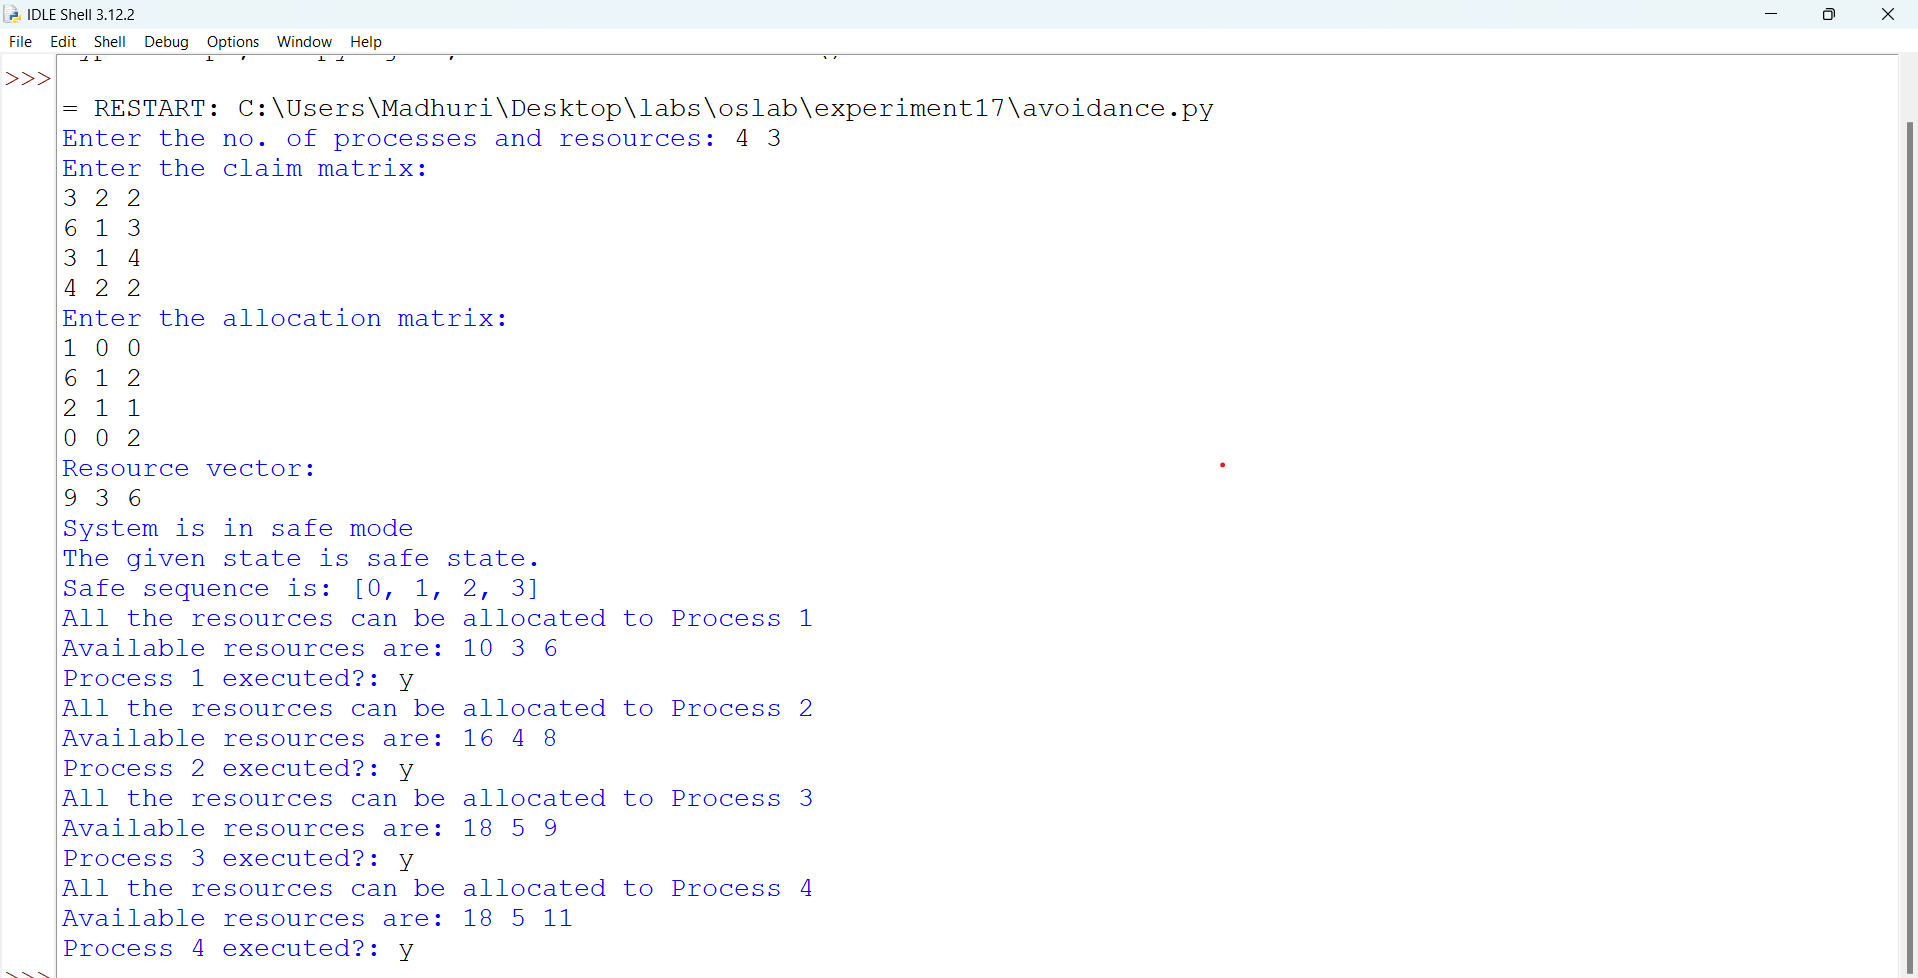 IDLE Shell 3.12.2
File Edit Shell Debug Options Window Help
>>>
= RESTART: C:\Users\Madhuri\Desktop\labs\oslab\experiment17\avoidance.py
Enter the no. of processes and resources: 4 3
Enter the claim matrix:
3 2 2
6 1 3
3 1 4
4 2 2
Enter the allocation matrix:
1 0 0
6 1 2
2 1 1
0 0 2
Resource vector:
9 3 6
System is in safe mode
The given state is safe state.
Safe sequence is: [0, 1, 2, 3]
All the resources can be allocated to Process 1
Available resources are: 10 3 6
Process 1 executed?: y
All the resources can be allocated to Process 2
Available resources are: 16 4 8
Process 2 executed?: y
All the resources can be allocated to Process 3
Available resources are: 18 5 9
Process 3 executed?: y
All the resources can be allocated to Process 4
Available resources are: 18 5 11
Process 4 executed?: y
>>>